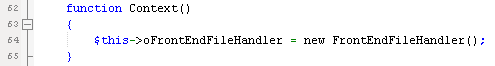 62 function Context()
63 {
64 $this->oFrontEndFileHandler = new FrontEndFileHandler();
65 }